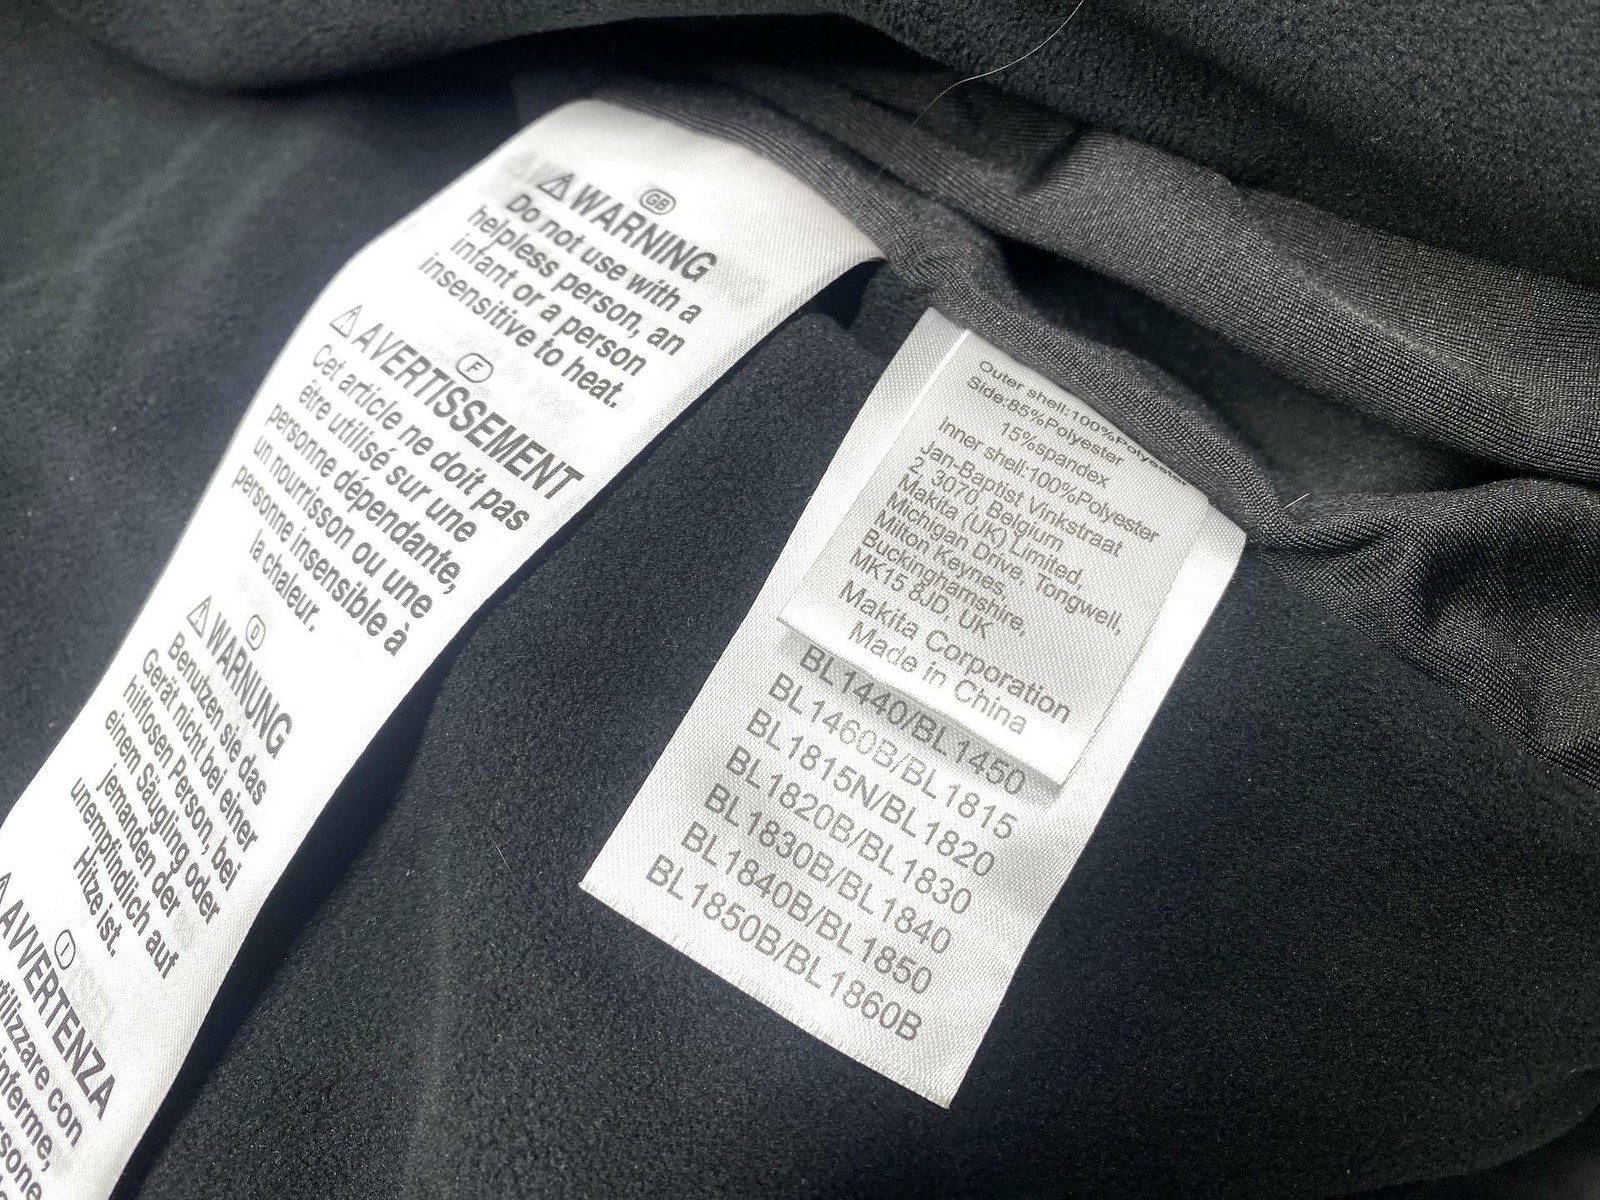 GB
WARNING
Do not use with a
helpless person, an
infant or a person
insensitive to heat.
F
AVERTISSEMENT
Cet article ne doit pas
être utilisé sur une
personne dépendante,
un nourrisson ou une
personne insensible à
la chaleur.
D
WARNUNG
Benutzen sie das
Gerät nicht bei einer
hilflosen Person, bei
einem Säugling oder
jemanden der
unempfindlich auf
Hitze ist.
I
AVVERTENZA
utilizzare con
inferme,
Outer shell:100%Polyester
Side:85%Polyester
15%spandex
Inner shell:100%Polyester
Jan-Baptist Vinkstraat
2, 3070, Belgium
Makita (UK) Limited,
Michigan Drive, Tongwell,
Milton Keynes,
Buckinghamshire,
MK15 8JD, UK
Makita Corporation
Made in China
BL1440/BL1450
BL1460B/BL1815
BL1815N/BL1820
BL1820B/BL1830
BL1830B/BL1840
BL1840B/BL1850
BL1850B/BL1860B